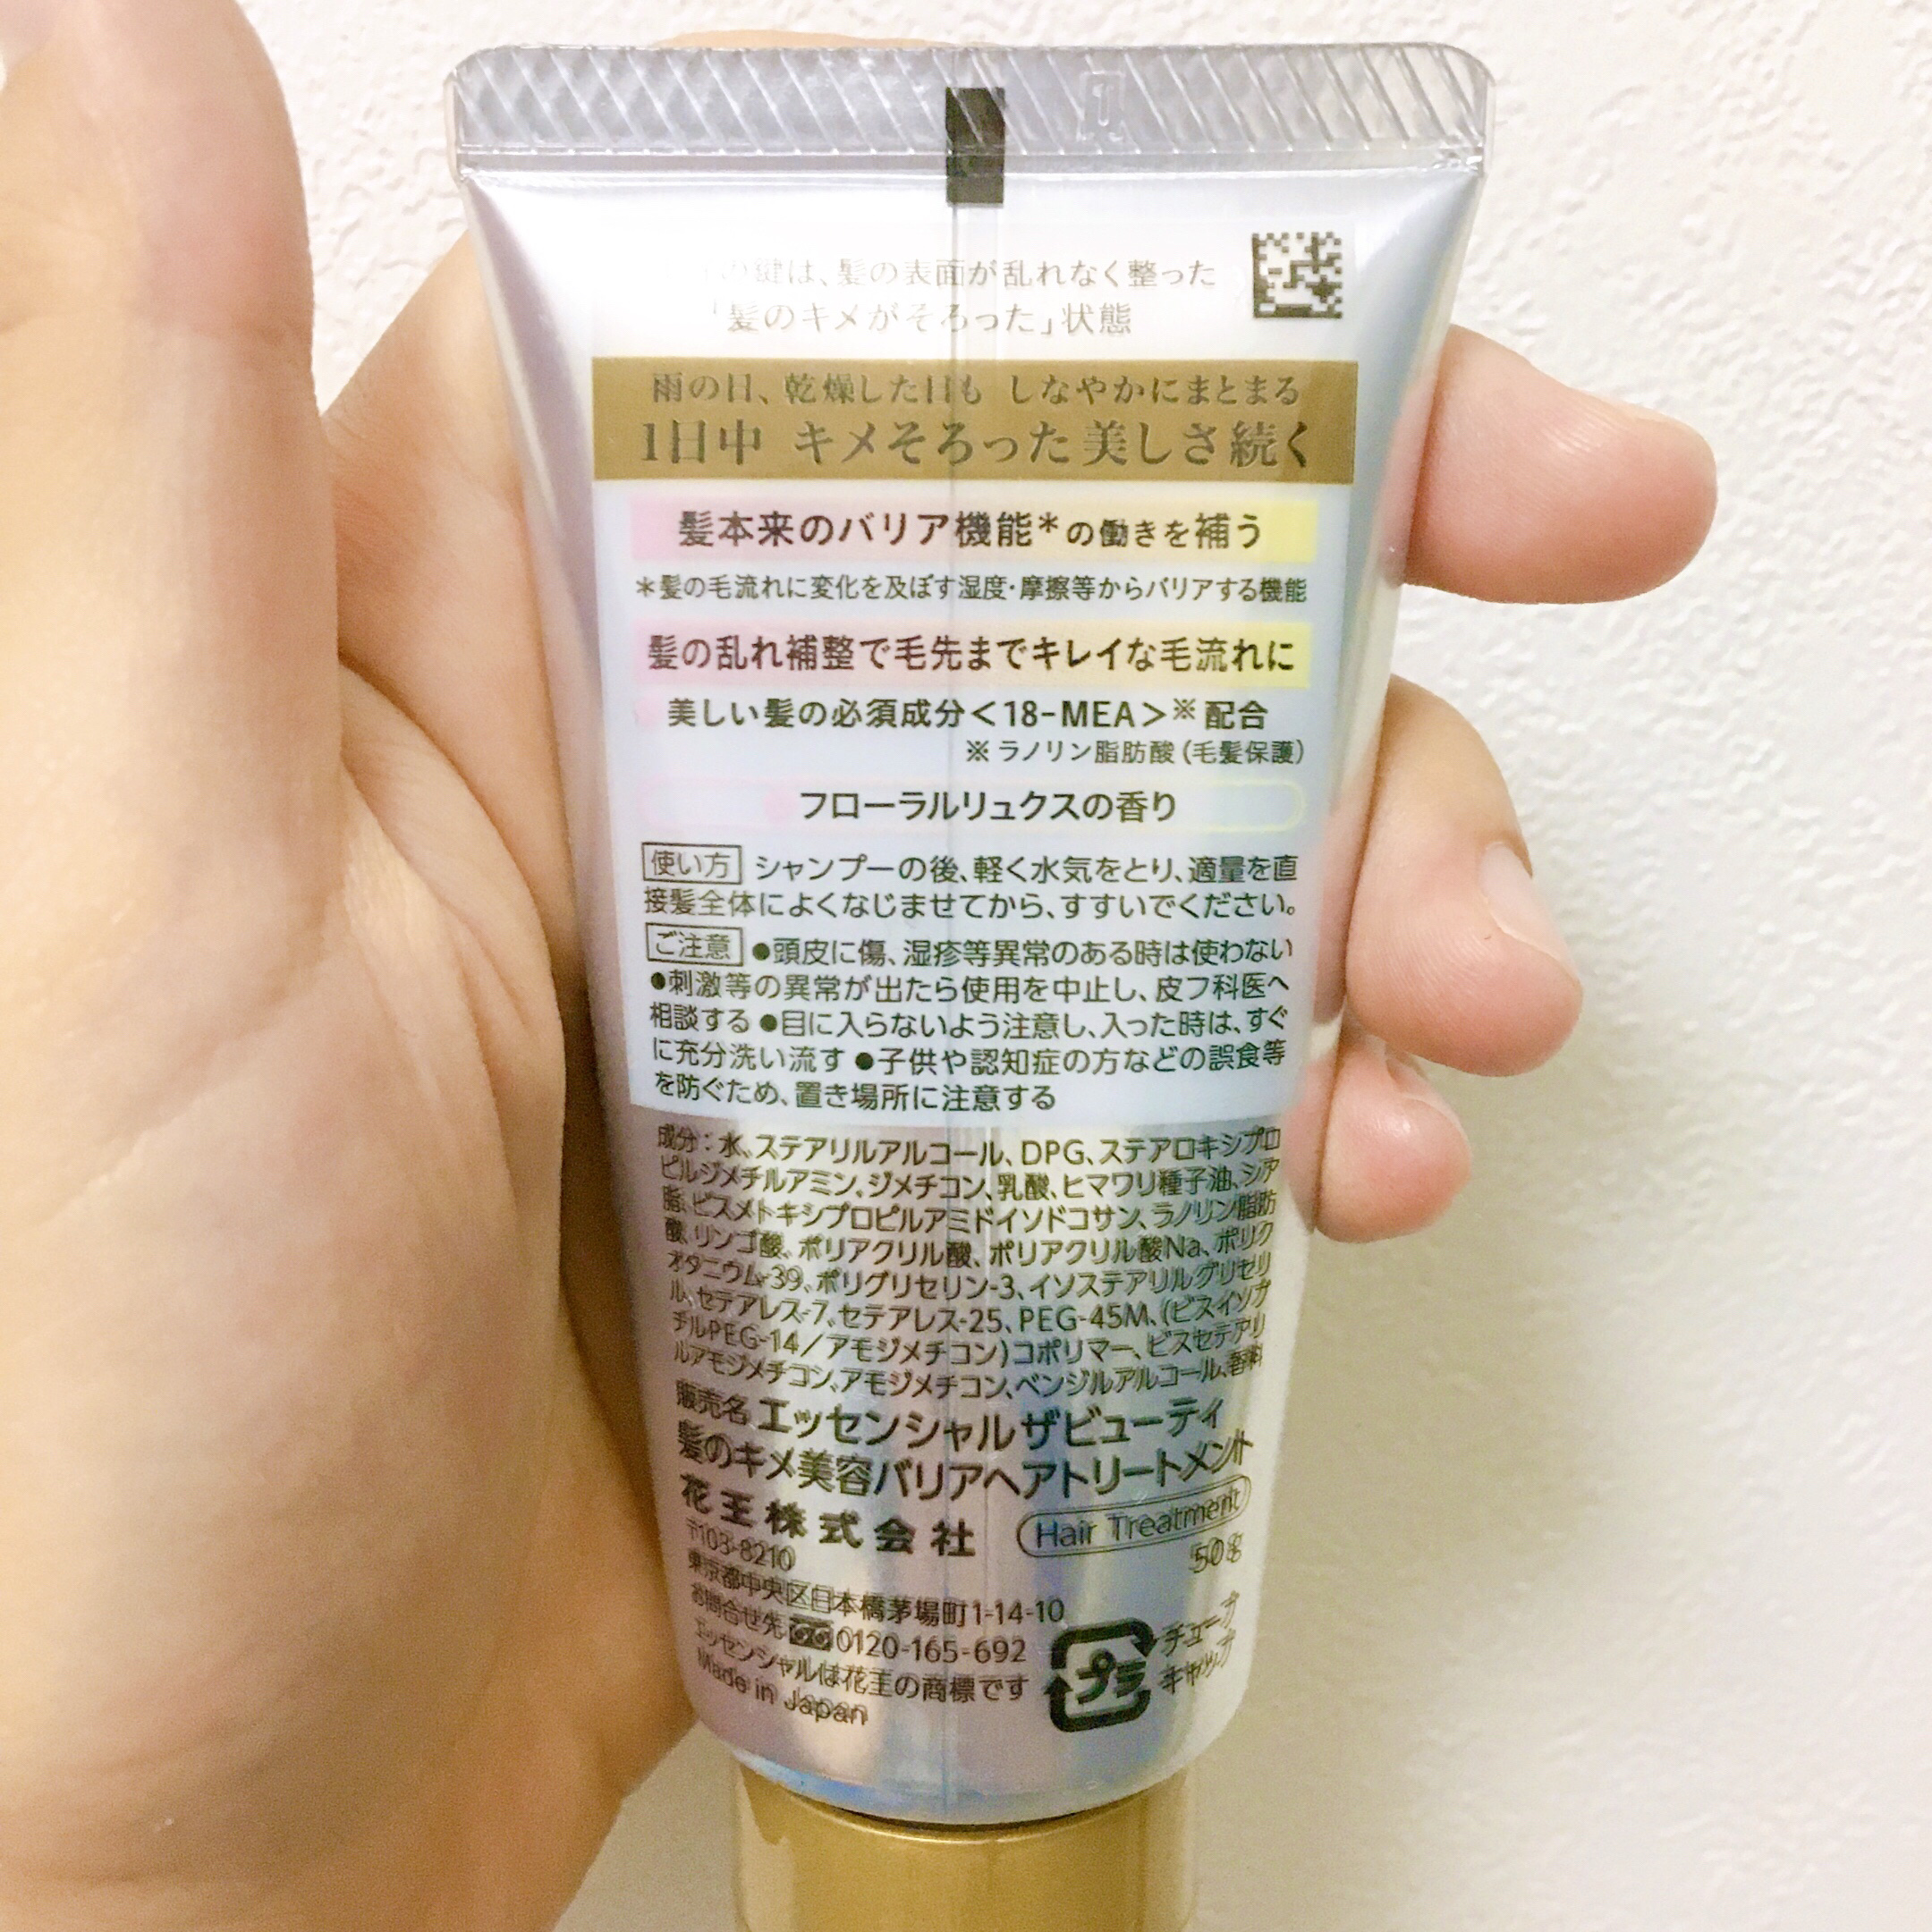 の鍵は、髪の表面が乱れなく整った
「髪のキメがそろった」状態
雨の日、乾燥した日も しなやかにまとまる
1日中 キメそろった美しさ続く
髪本来のバリア機能*の働きを補う
*髪の毛流れに変化を及ぼす湿度・摩擦等からバリアする機能
髪の乱れ補整で毛先までキレイな毛流れに
美しい髪の必須成分<18-MEA>※配合
※ラノリン脂肪酸(毛髪保護)
フローラルリュクスの香り
使い方 シャンプーの後、軽く水気をとり、適量を直
接髪全体によくなじませてから、すすいでください。
ご注意 ●頭皮に傷、湿疹等異常のある時は使わない
●刺激等の異常が出たら使用を中止し、皮フ科医へ
相談する ●目に入らないよう注意し、入った時は、すぐ
に充分洗い流す ●子供や認知症の方などの誤食等
を防ぐため、置き場所に注意する
成分:水、ステアリルアルコール、DPG、ステアロキシプロ
ピルジメチルアミン、ジメチコン、乳酸、ヒマワリ種子油、シア
脂、ビスメトキシプロピルアミドイソドコサン、ラノリン脂肪
酸、リンゴ酸、ポリアクリル酸、ポリアクリル酸Na、ポリク
オタニウム-39、ポリグリセリン-3、イソステアリルグリセリ
ル、セテアレス-7、セテアレス-25、PEG-45M、(ビスイソブ
チルPEG-14/アモジメチコン)コポリマー、ビスセテアリ
ルアモジメチコン、アモジメチコン、ベンジルアルコール、香料
販売名 エッセンシャル ザビューティ
髪のキメ美容バリアヘアトリートメント
花王株式会社 Hair Treatment
〒103-8210 50g
東京都中央区日本橋茅場町1-14-10
お問合せ先 0120-165-692
エッセンシャルは花王の商標です
Made in Japan
プラ
チューブ
キャップ